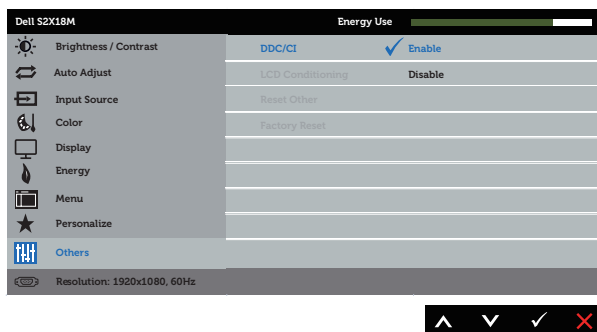 Dell S2X18M Energy Use
Brightness / Contrast DDC/CI Enable
Auto Adjust LCD Conditioning Disable
Input Source Reset Other
Color Factory Reset
Display
Energy
Menu
Personalize
Others
Resolution: 1920x1080, 60Hz